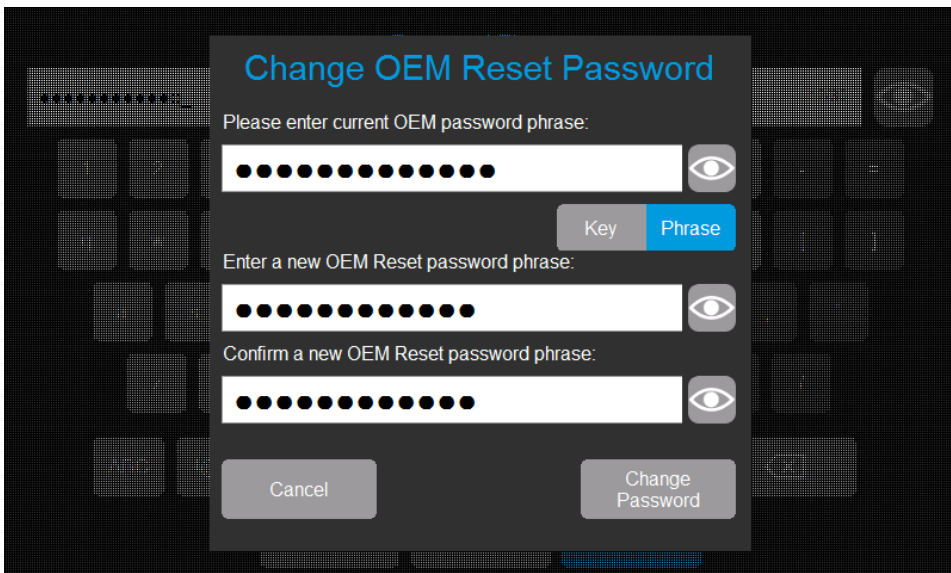 Change OEM Reset Password
Please enter current OEM password phrase:
●●●●●●●●●●●●●
Key Phrase
Enter a new OEM Reset password phrase:
●●●●●●●●●●●●
Confirm a new OEM Reset password phrase:
●●●●●●●●●●●●
Cancel
Change
Password